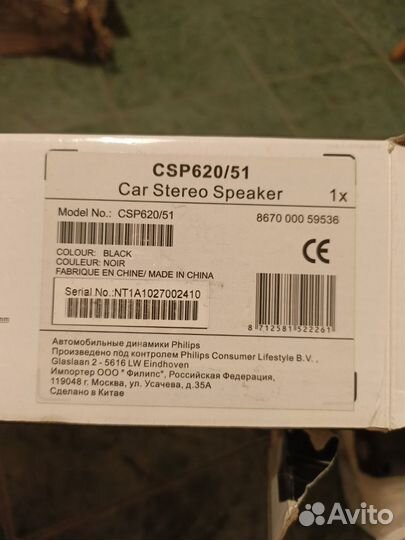 CSP620/51
Car Stereo Speaker 1x
Model No.: CSP620/51 8670 000 59536
CE
COLOUR: BLACK
COULEUR: NOIR
FABRIQUE EN CHINE/ MADE IN CHINA
Serial No.:NT1A1027002410
8 712581 522261
mm
Автомобильные динамики Philips
Произведено под контролем Philips Consumer Lifestyle B.V. ,
Glaslaan 2 - 5616 LW Eindhoven
Импортер ООО " Филипс", Российская Федерация,
119048 г. Москва, ул. Усачева, д.35А
Сделано в Китае
Avito